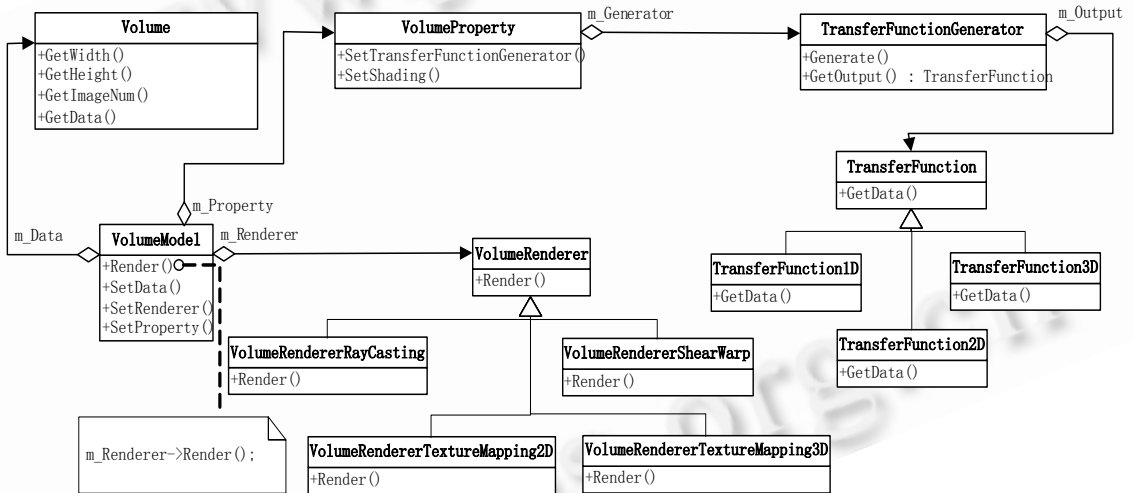 Volume
+GetWidth()
+GetHeight()
+GetImageNum()
+GetData()
VolumeProperty
+SetTransferFunctionGenerator()
+SetShading()
m_Generator
TransferFunctionGenerator
+Generate()
+GetOutput() : TransferFunction
m_Output
TransferFunction
+GetData()
m_Property
m_Data
VolumeModel
+Render()
+SetData()
+SetRenderer()
+SetProperty()
m_Renderer
VolumeRenderer
+Render()
TransferFunction1D
+GetData()
TransferFunction3D
+GetData()
TransferFunction2D
+GetData()
VolumeRendererRayCasting
+Render()
VolumeRendererShearWarp
+Render()
m_Renderer->Render();
VolumeRendererTextureMapping2D
+Render()
VolumeRendererTextureMapping3D
+Render()